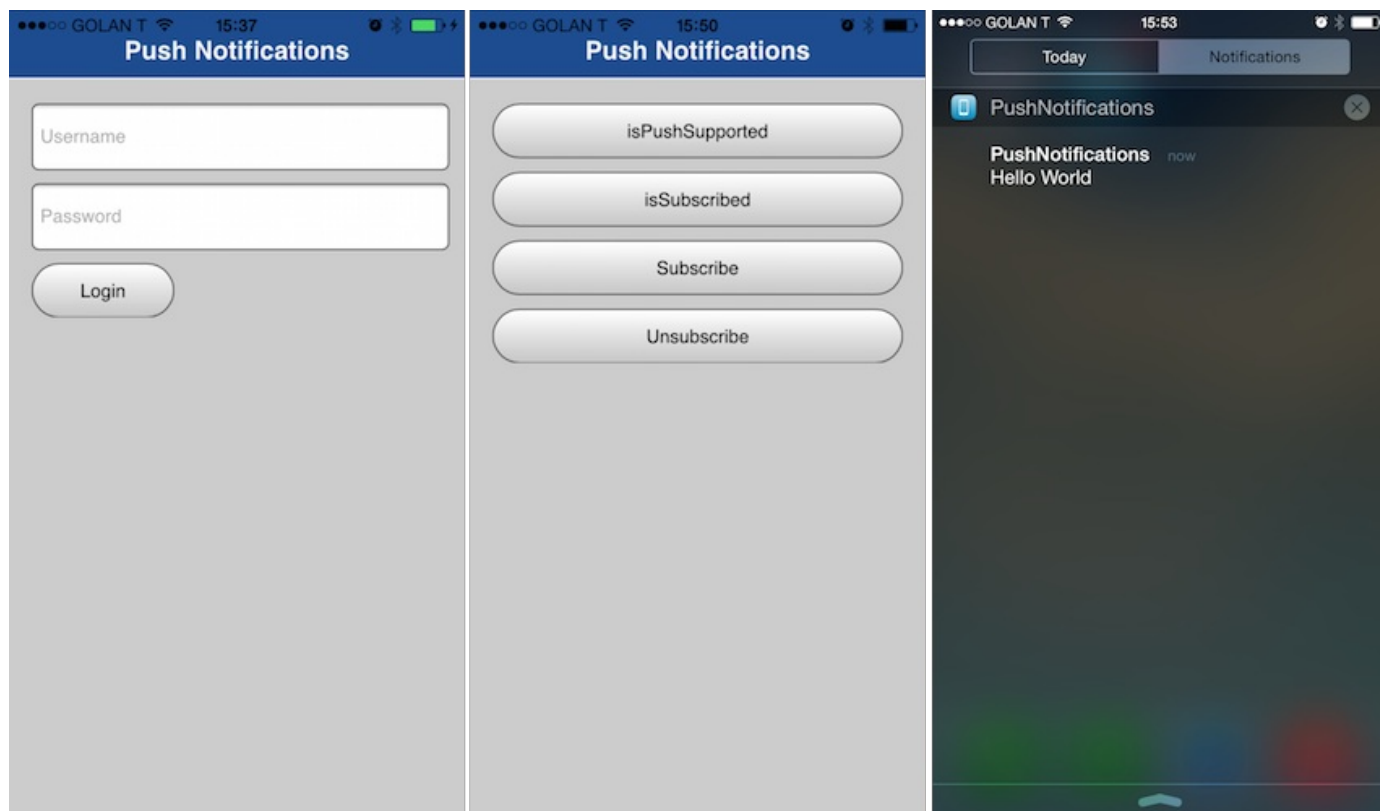 GOLAN T 15:37
Push Notifications
Username
Password
Login
GOLAN T 15:50
Push Notifications
isPushSupported
isSubscribed
Subscribe
Unsubscribe
GOLAN T 15:53
Today Notifications
PushNotifications
PushNotifications now
Hello World